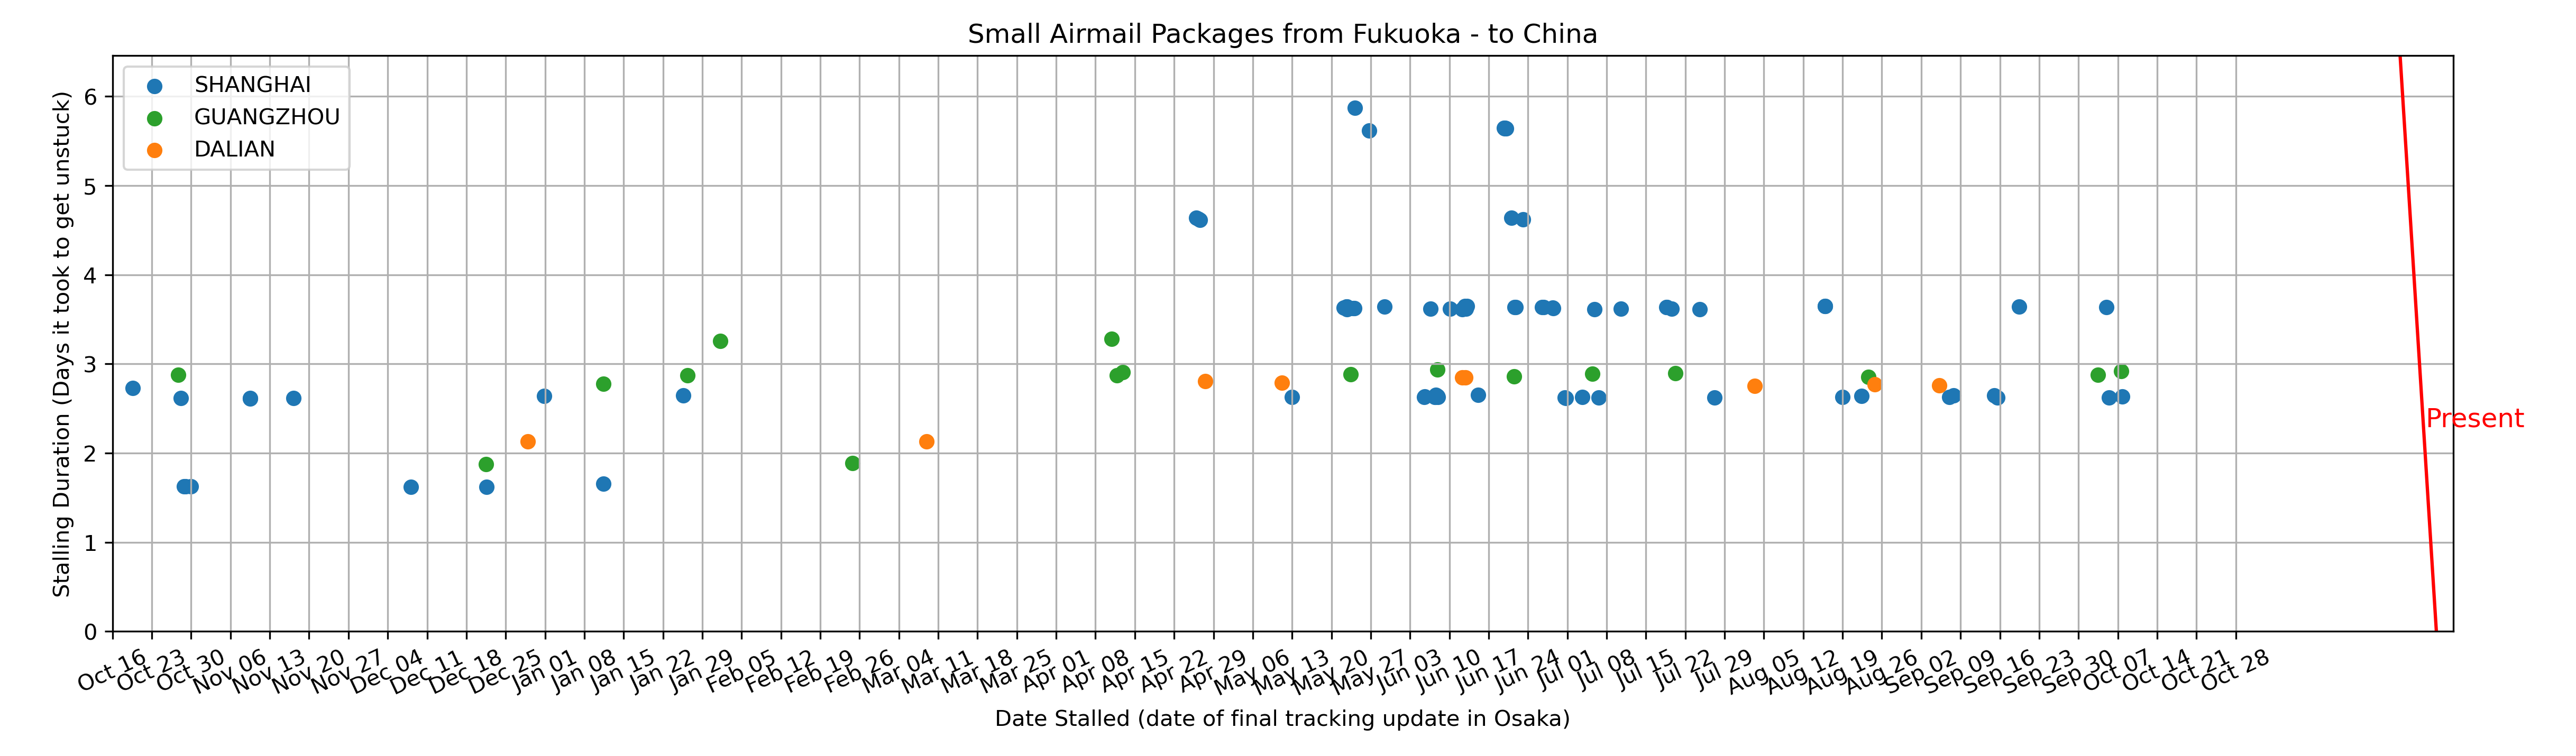 Small Airmail Packages from Fukuoka - to China
SHANGHAI
GUANGZHOU
DALIAN
Stalling Duration (Days it took to get unstuck)
6
5
4
3
2
1
0
Present
Oct 16
Oct 23
Oct 30
Nov 06
Nov 13
Nov 20
Nov 27
Dec 04
Dec 11
Dec 18
Dec 25
Jan 01
Jan 08
Jan 15
Jan 22
Jan 29
Feb 05
Feb 12
Feb 19
Feb 26
Mar 04
Mar 11
Mar 18
Mar 25
Apr 01
Apr 08
Apr 15
Apr 22
Apr 29
May 06
May 13
May 20
May 27
Jun 03
Jun 10
Jun 17
Jun 24
Jul 01
Jul 08
Jul 15
Jul 22
Jul 29
Aug 05
Aug 12
Aug 19
Aug 26
Sep 02
Sep 09
Sep 16
Sep 23
Sep 30
Oct 07
Oct 14
Oct 21
Oct 28
Date Stalled (date of final tracking update in Osaka)